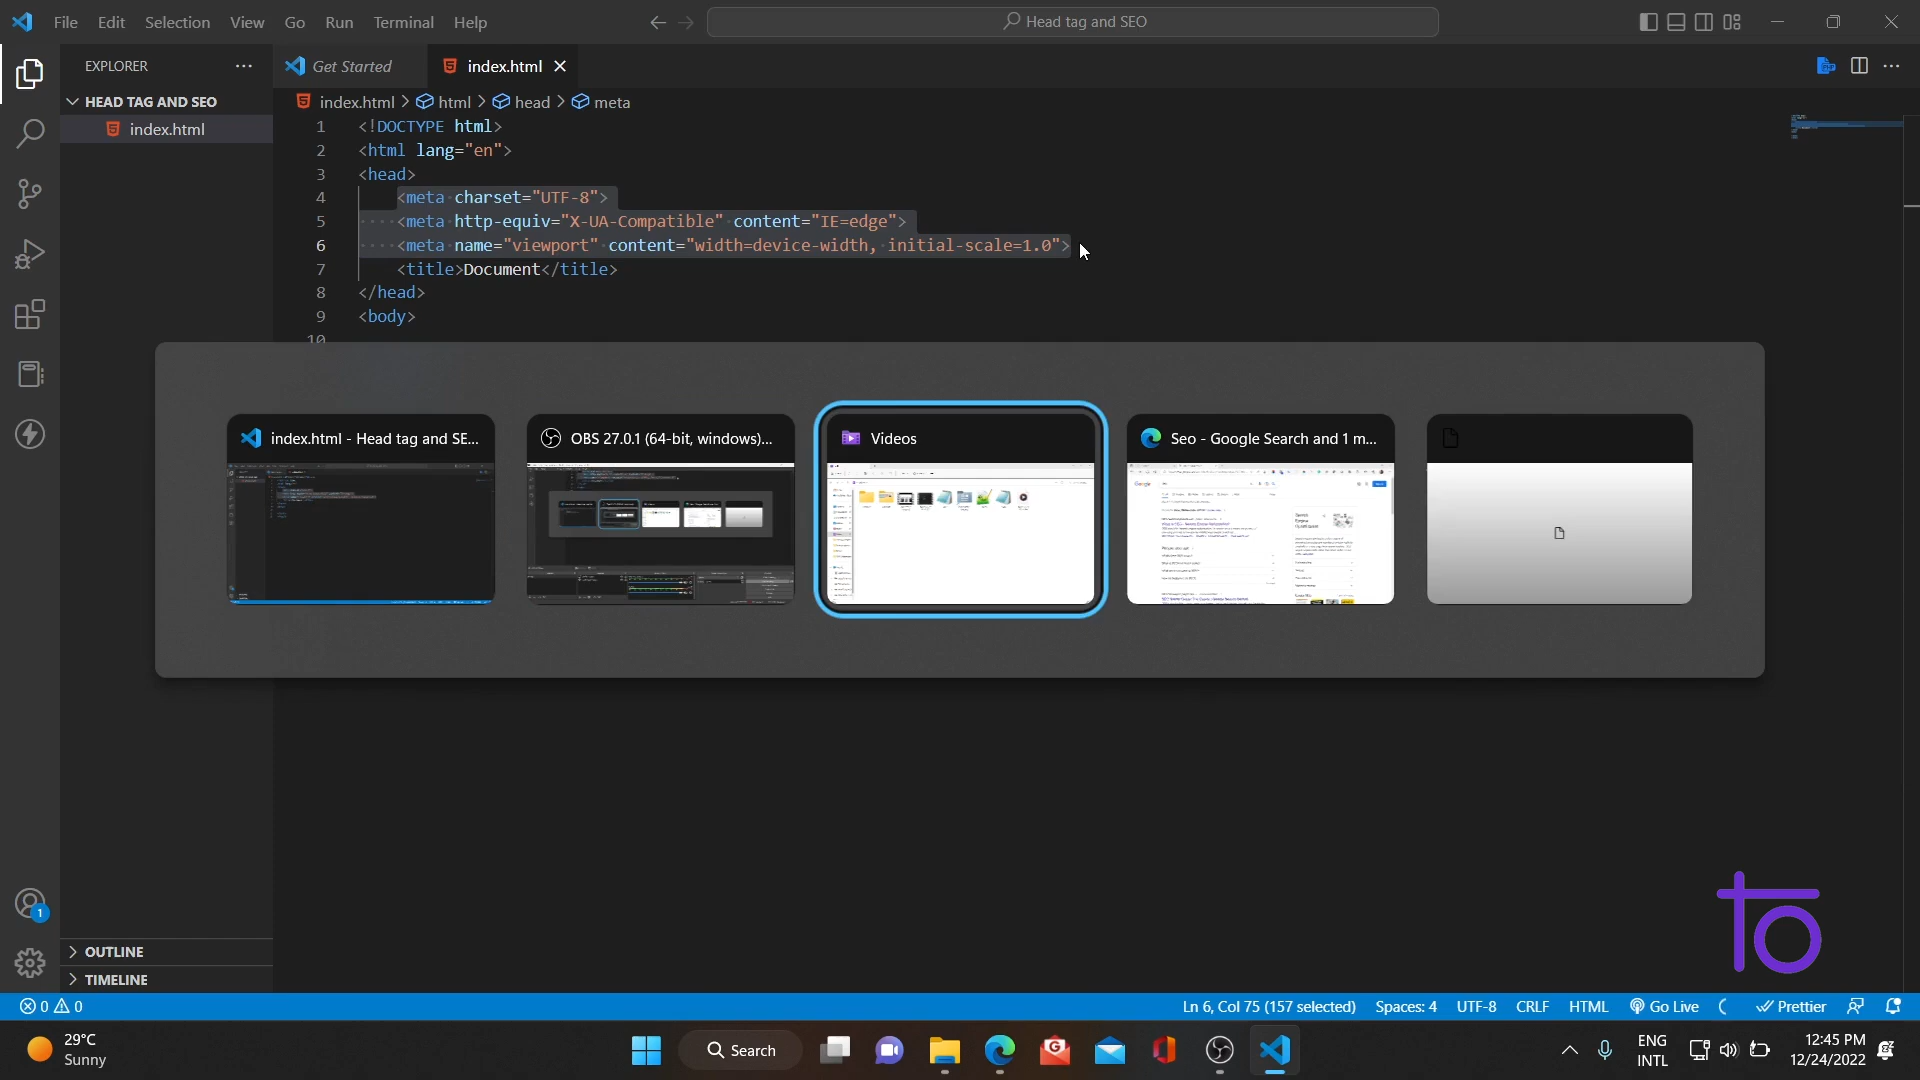 File Edit Selection View Go Run Terminal Help
Head tag and SEO
EXPLORER
Get Started
index.html
HEAD TAG AND SEO
index.html
index.html > html > head > meta
1 <!DOCTYPE html>
2 <html lang="en">
3 <head>
4 <meta charset="UTF-8">
5 <meta http-equiv="X-UA-Compatible" content="IE=edge">
6 <meta name="viewport" content="width=device-width, initial-scale=1.0">
7 <title>Document</title>
8 </head>
9 <body>
10
index.html - Head tag and SE...
OBS 27.0.1 (64-bit, windows)...
Videos
Seo - Google Search and 1 m...
Google
1
OUTLINE
TIMELINE
to
0 0
Ln 6, Col 75 (157 selected)
Spaces: 4
UTF-8
CRLF
HTML
Go Live
Prettier
29°C
Sunny
Search
ENG
INTL
12:45 PM
12/24/2022